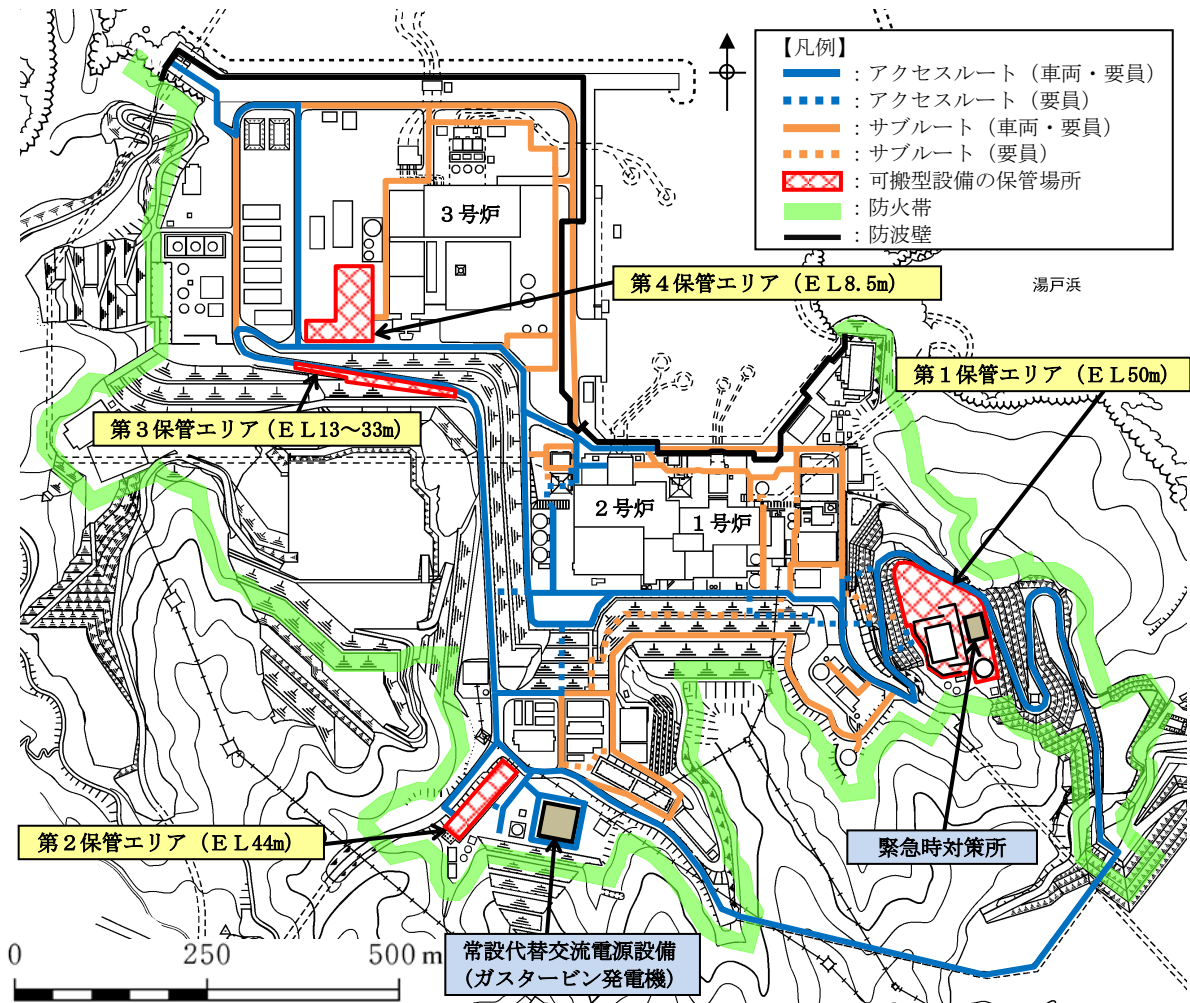 【凡例】
：アクセスルート（車両・要員）
：アクセスルート（要員）
：サブルート（車両・要員）
：サブルート（要員）
：可搬型設備の保管場所
：防火帯
：防波壁
３号炉
第４保管エリア（ＥＬ8.5m）
湯戸浜
第１保管エリア（ＥＬ50m）
第３保管エリア（ＥＬ13～33m）
２号炉
１号炉
第２保管エリア（ＥＬ44m）
緊急時対策所
常設代替交流電源設備
（ガスタービン発電機）
0 250 500 m